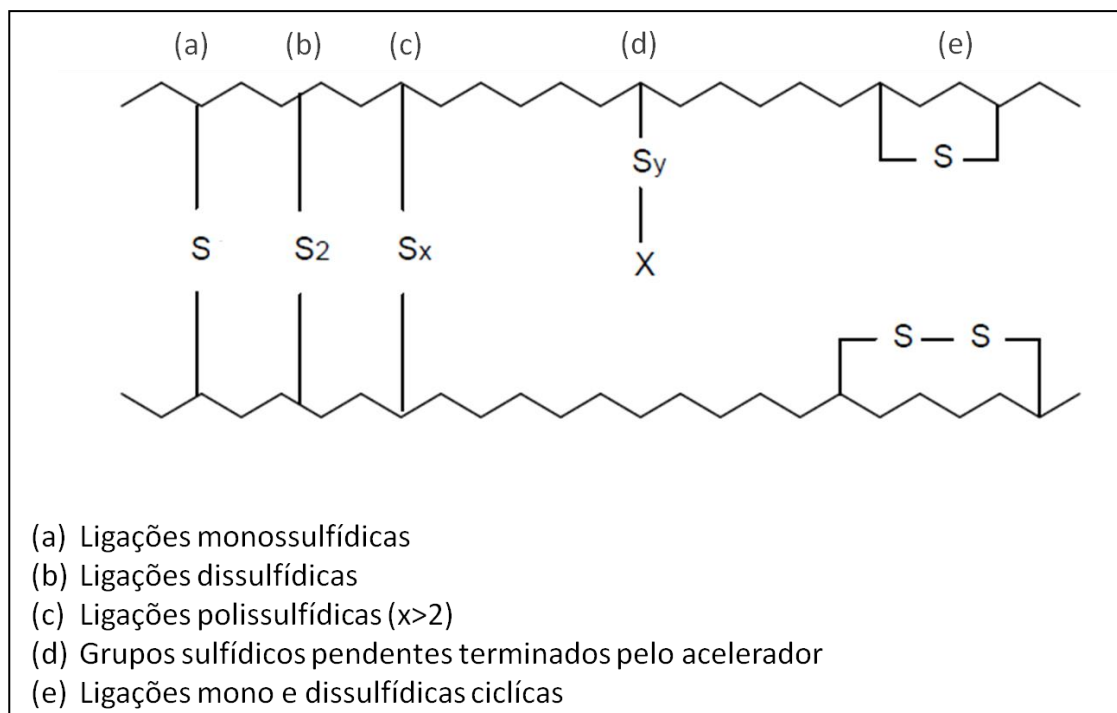 (a) (b) (c) (d) (e)
S
Sy
S S2 Sx X
S — S
(a) Ligações monossulfídicas
(b) Ligações dissulfídicas
(c) Ligações polissulfídicas (x>2)
(d) Grupos sulfídicos pendentes terminados pelo acelerador
(e) Ligações mono e dissulfídicas ciclícas